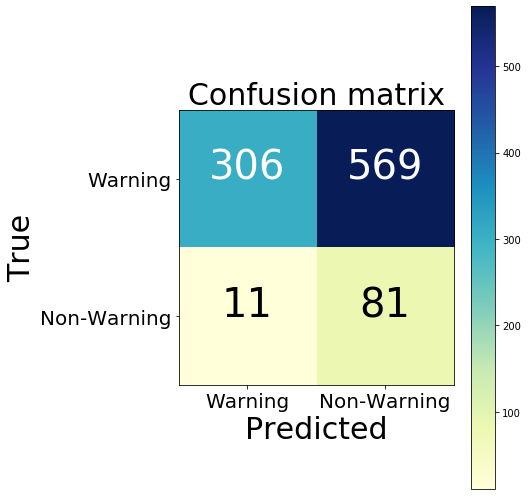 Confusion matrix
True
Warning
306
569
Non-Warning
11
81
Warning
Non-Warning
Predicted
500
400
300
200
100